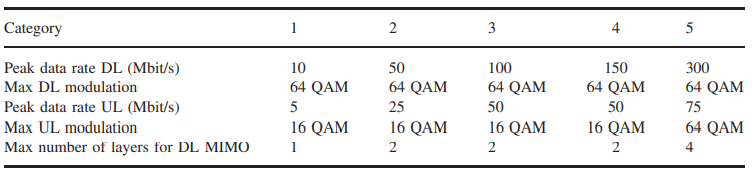 Category 1 2 3 4 5
Peak data rate DL (Mbit/s) 10 50 100 150 300
Max DL modulation 64 QAM 64 QAM 64 QAM 64 QAM 64 QAM
Peak data rate UL (Mbit/s) 5 25 50 50 75
Max UL modulation 16 QAM 16 QAM 16 QAM 16 QAM 64 QAM
Max number of layers for DL MIMO 1 2 2 2 4